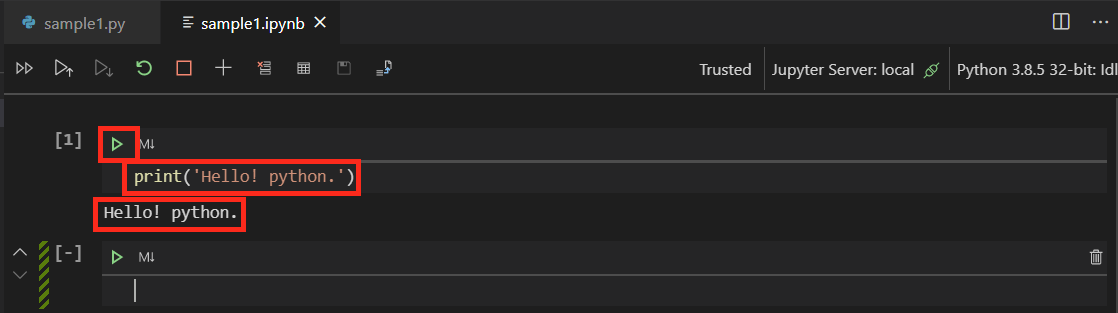 sample1.py
sample1.ipynb
Trusted
Jupyter Server: local
Python 3.8.5 32-bit: Idl
[1]
M↓
print('Hello! python.')
Hello! python.
[-]
M↓